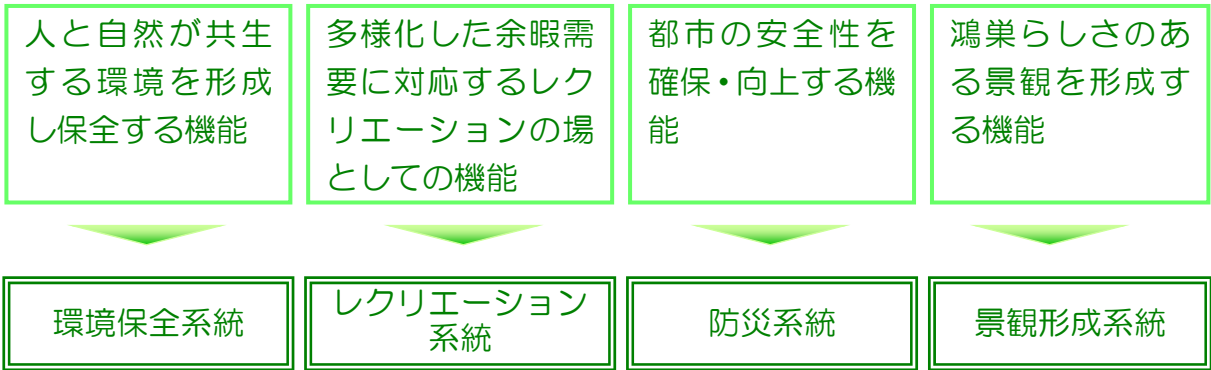 人と自然が共生
する環境を形成
し保全する機能
多様化した余暇需
要に対応するレク
リエーションの場
としての機能
都市の安全性を
確保・向上する機
能
鴻巣らしさのあ
る景観を形成す
る機能
環境保全系統
レクリエーション
系統
防災系統
景観形成系統